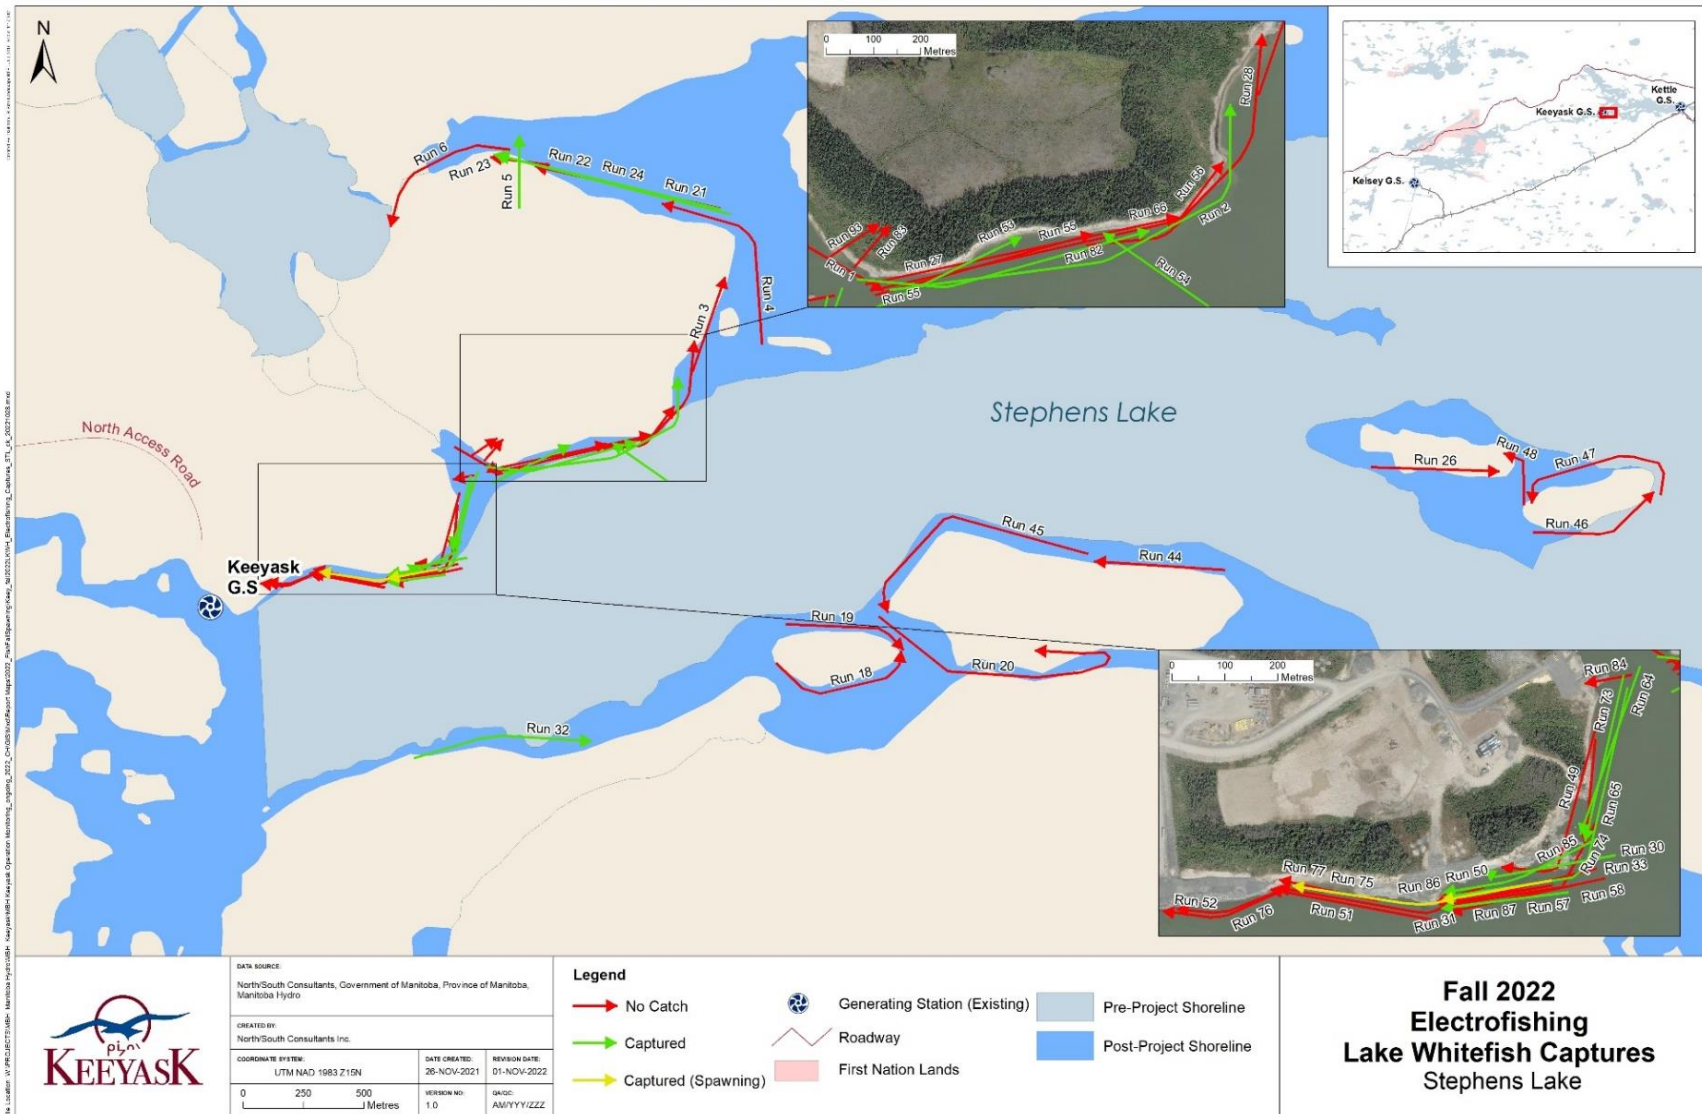 N
0 100 200
Metres
Run 28
Run 56
Run 2
Run 66
Run 53
Run 55
Run 82
Run 54
Run 93
Run 83
Run 27
Run 1
Run 55
Kettle
G.S.
Keeyask G.S.
Kelsey G.S.
Run 6
Run 23
Run 5
Run 22
Run 24
Run 21
Run 4
Run 3
North Access Road
Stephens Lake
Run 48
Run 47
Run 26
Run 46
Run 45
Run 44
Keeyask
G.S
Run 19
Run 18
Run 20
Run 32
0 100 200
Metres
Run 84
Run 64
Run 73
Run 49
Run 65
Run 85
Run 74
Run 30
Run 33
Run 58
Run 77
Run 75
Run 86
Run 50
Run 52
Run 76
Run 51
Run 31
Run 87
Run 57
KEEYASK
DATA SOURCE:
North/South Consultants, Government of Manitoba, Province of Manitoba,
Manitoba Hydro
CREATED BY:
North/South Consultants Inc.
COORDINATE SYSTEM:
UTM NAD 1983 Z15N
DATE CREATED:
26-NOV-2021
REVISION DATE:
01-NOV-2022
0 250 500
Metres
VERSION NO:
1.0
QA/QC:
AM/YYY/ZZZ
Legend
No Catch
Captured
Captured (Spawning)
Generating Station (Existing)
Roadway
First Nation Lands
Pre-Project Shoreline
Post-Project Shoreline
Fall 2022
Electrofishing
Lake Whitefish Captures
Stephens Lake